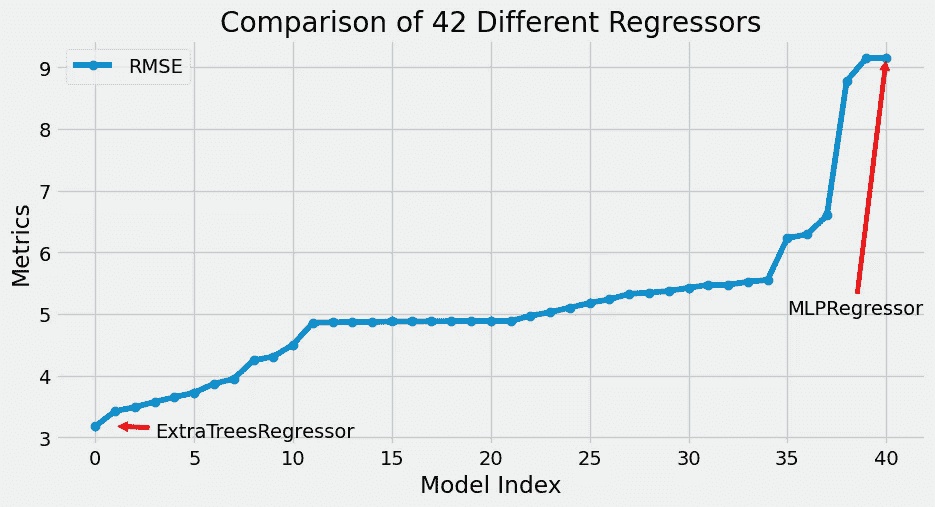 Comparison of 42 Different Regressors
RMSE
Metrics
9
8
7
6
5
4
3
MLPRegressor
ExtraTreesRegressor
0 5 10 15 20 25 30 35 40
Model Index